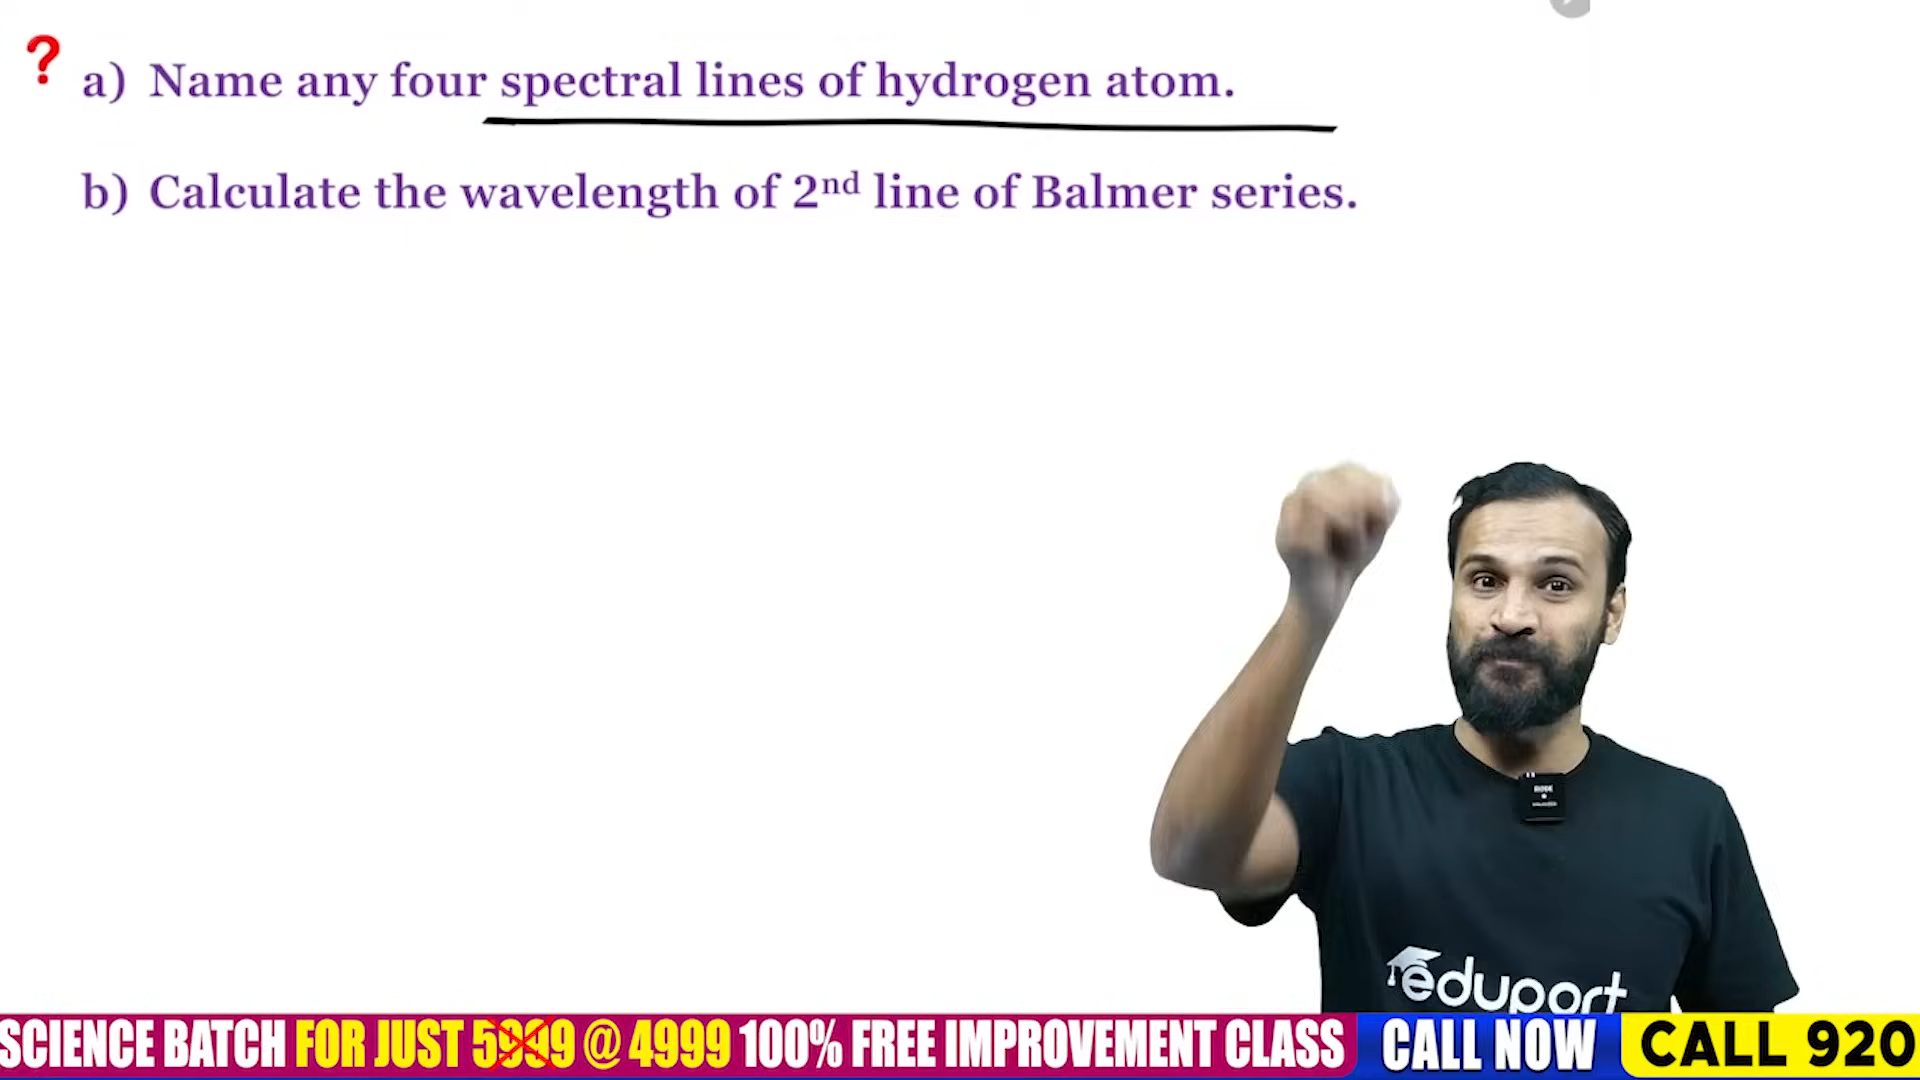 ?
a) Name any four spectral lines of hydrogen atom.
b) Calculate the wavelength of 2nd line of Balmer series.
RODE
eduport
SCIENCE BATCH FOR JUST 5999 @ 4999 100% FREE IMPROVEMENT CLASS CALL NOW CALL 920